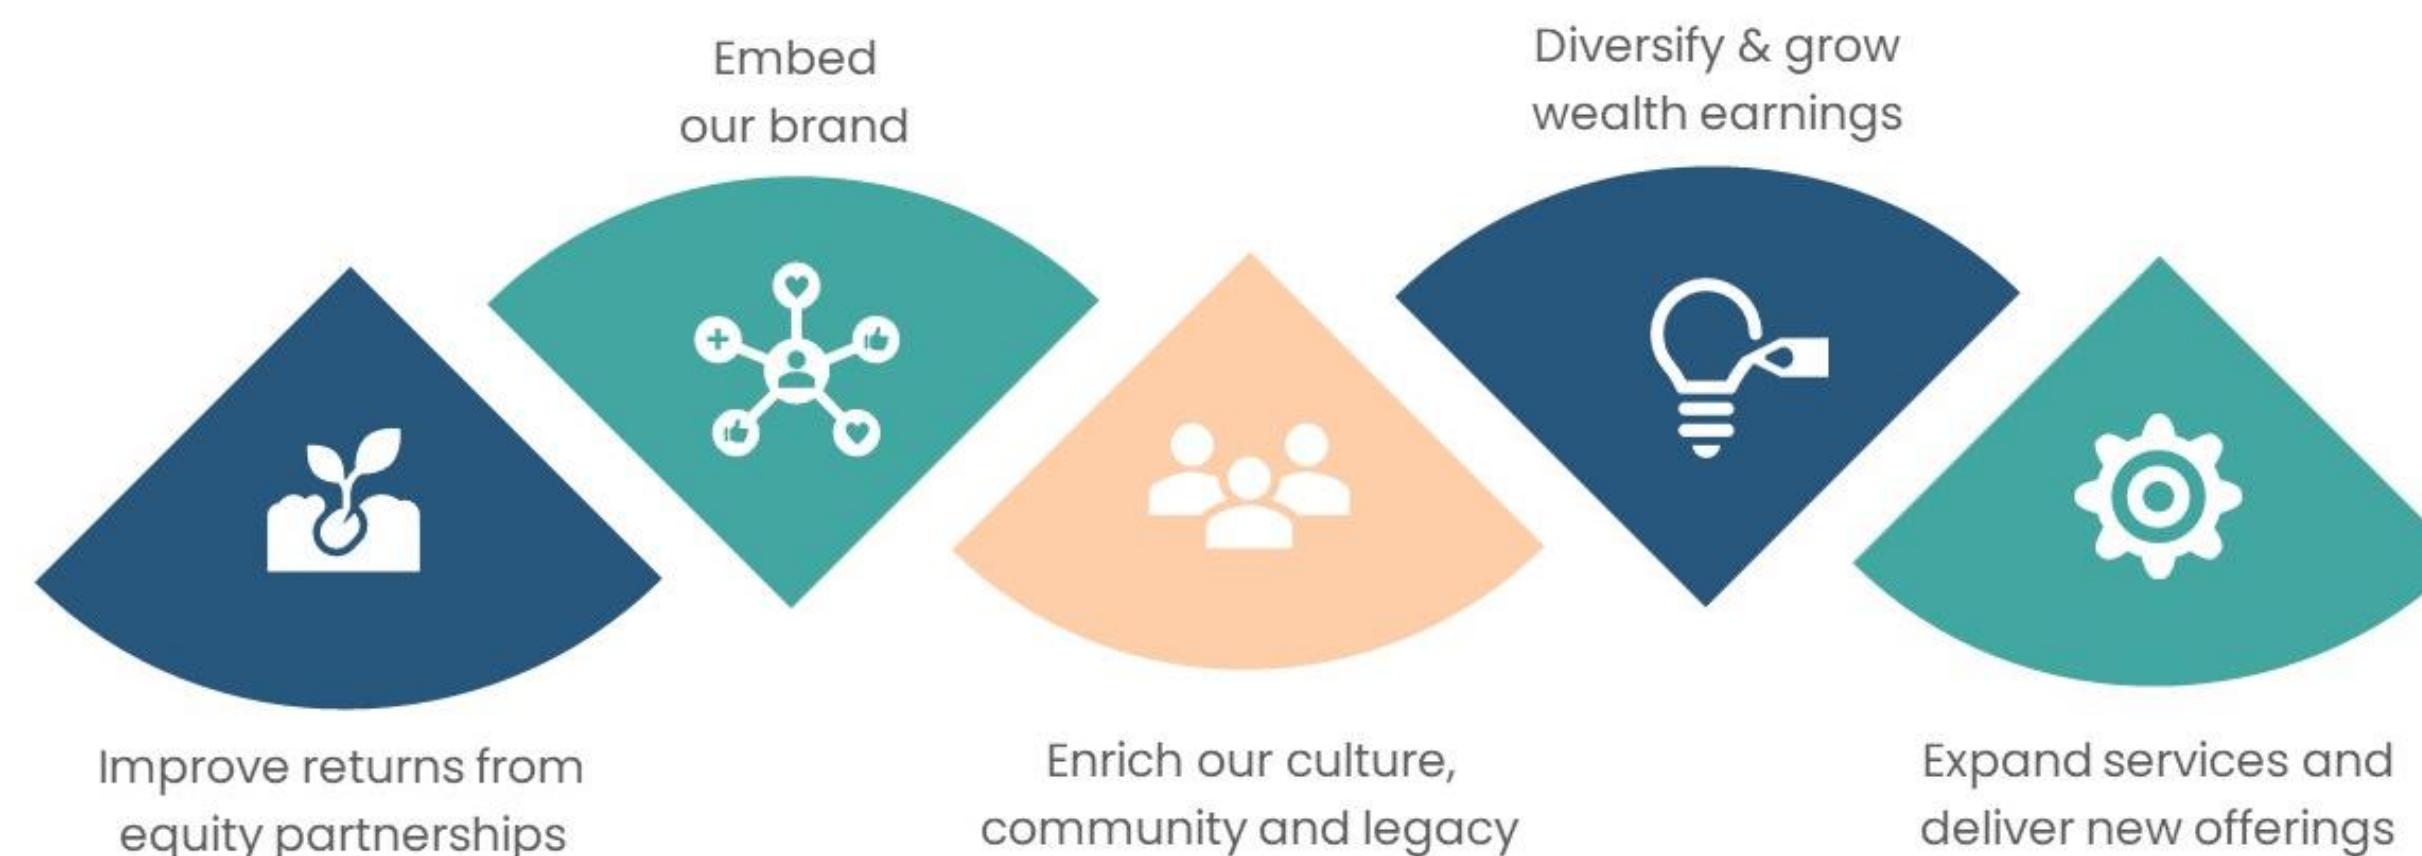 Embed
our brand
Diversify & grow
wealth earnings
Improve returns from
equity partnerships
Enrich our culture,
community and legacy
Expand services and
deliver new offerings